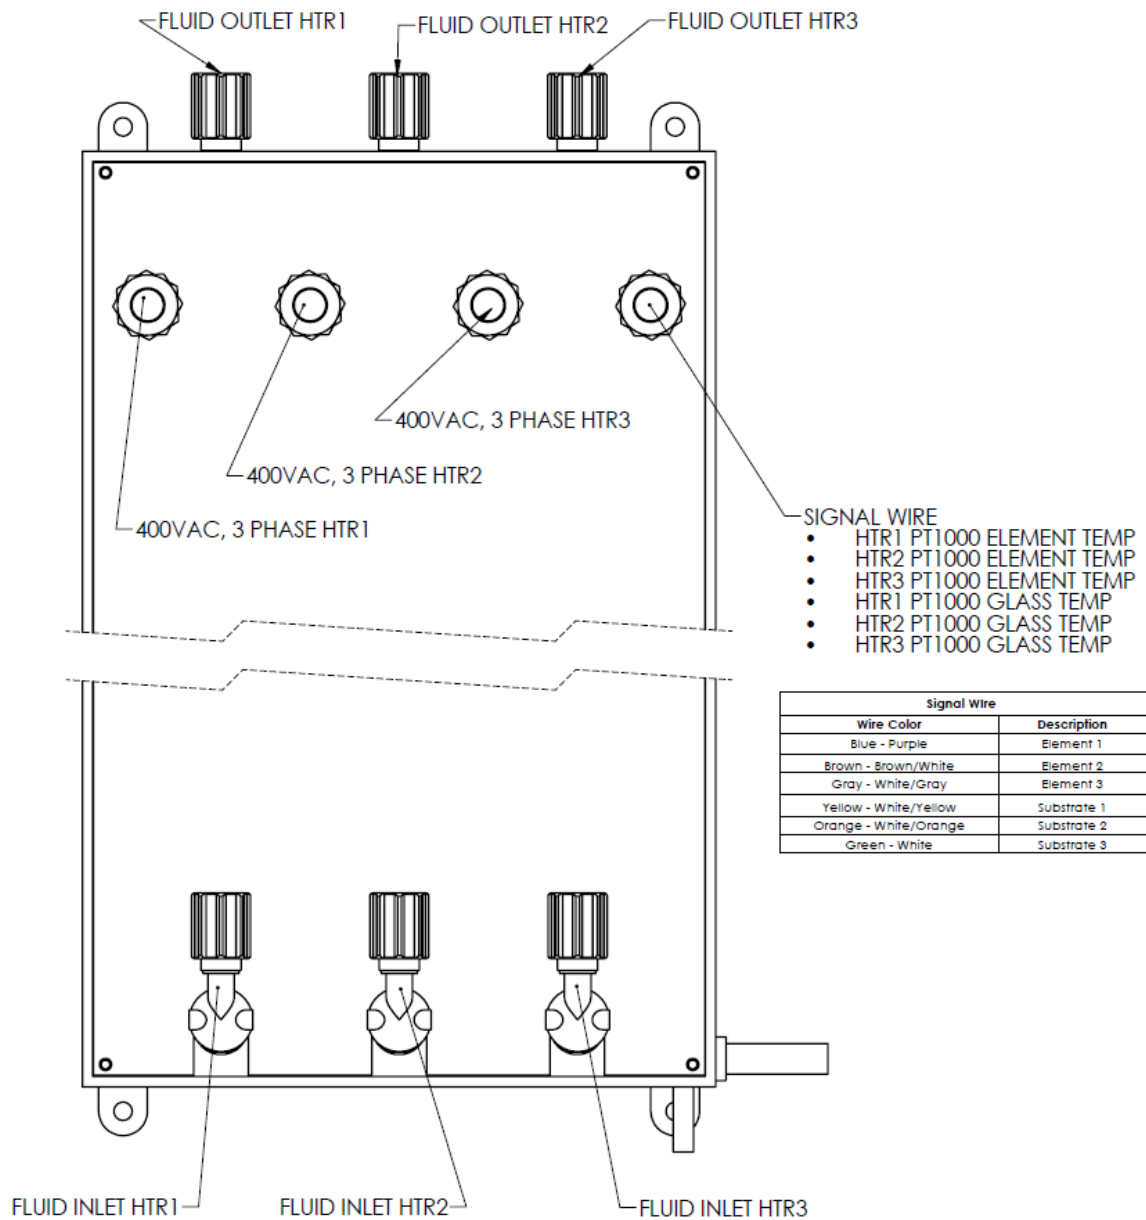 FLUID OUTLET HTR1
FLUID OUTLET HTR2
FLUID OUTLET HTR3
400VAC, 3 PHASE HTR3
400VAC, 3 PHASE HTR2
400VAC, 3 PHASE HTR1
SIGNAL WIRE
• HTR1 PT1000 ELEMENT TEMP
• HTR2 PT1000 ELEMENT TEMP
• HTR3 PT1000 ELEMENT TEMP
• HTR1 PT1000 GLASS TEMP
• HTR2 PT1000 GLASS TEMP
• HTR3 PT1000 GLASS TEMP
Signal Wire
Wire Color Description
Blue - Purple Element 1
Brown - Brown/White Element 2
Gray - White/Gray Element 3
Yellow - White/Yellow Substrate 1
Orange - White/Orange Substrate 2
Green - White Substrate 3
FLUID INLET HTR1
FLUID INLET HTR2
FLUID INLET HTR3